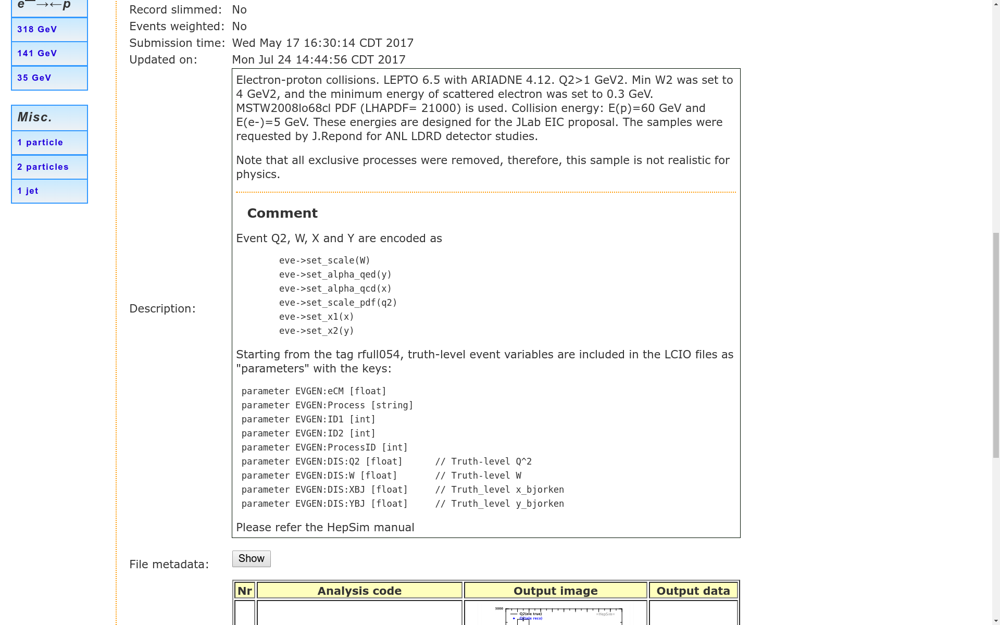 e → ← p
318 GeV
141 GeV
35 GeV
Misc.
1 particle
2 particles
1 jet
Record slimmed: No
Events weighted: No
Submission time: Wed May 17 16:30:14 CDT 2017
Updated on: Mon Jul 24 14:44:56 CDT 2017
Description:
Electron-proton collisions. LEPTO 6.5 with ARIADNE 4.12. Q2>1 GeV2. Min W2 was set to
4 GeV2, and the minimum energy of scattered electron was set to 0.3 GeV.
MSTW2008lo68cl PDF (LHAPDF= 21000) is used. Collision energy: E(p)=60 GeV and
E(e-)=5 GeV. These energies are designed for the JLab EIC proposal. The samples were
requested by J.Repond for ANL LDRD detector studies.
Note that all exclusive processes were removed, therefore, this sample is not realistic for
physics.
Comment
Event Q2, W, X and Y are encoded as
eve->set_scale(W)
eve->set_alpha_qed(y)
eve->set_alpha_qcd(x)
eve->set_scale_pdf(q2)
eve->set_x1(x)
eve->set_x2(y)
Starting from the tag rfull054, truth-level event variables are included in the LCIO files as
"parameters" with the keys:
parameter EVGEN:eCM [float]
parameter EVGEN:Process [string]
parameter EVGEN:ID1 [int]
parameter EVGEN:ID2 [int]
parameter EVGEN:ProcessID [int]
parameter EVGEN:DIS:Q2 [float] // Truth-level Q^2
parameter EVGEN:DIS:W [float] // Truth-level W
parameter EVGEN:DIS:XBJ [float] // Truth_level x_bjorken
parameter EVGEN:DIS:YBJ [float] // Truth_level y_bjorken
Please refer the HepSim manual
File metadata: Show
Nr Analysis code Output image Output data
3000
Q2(ele true)
Q2(ele reco)
=HepSim=